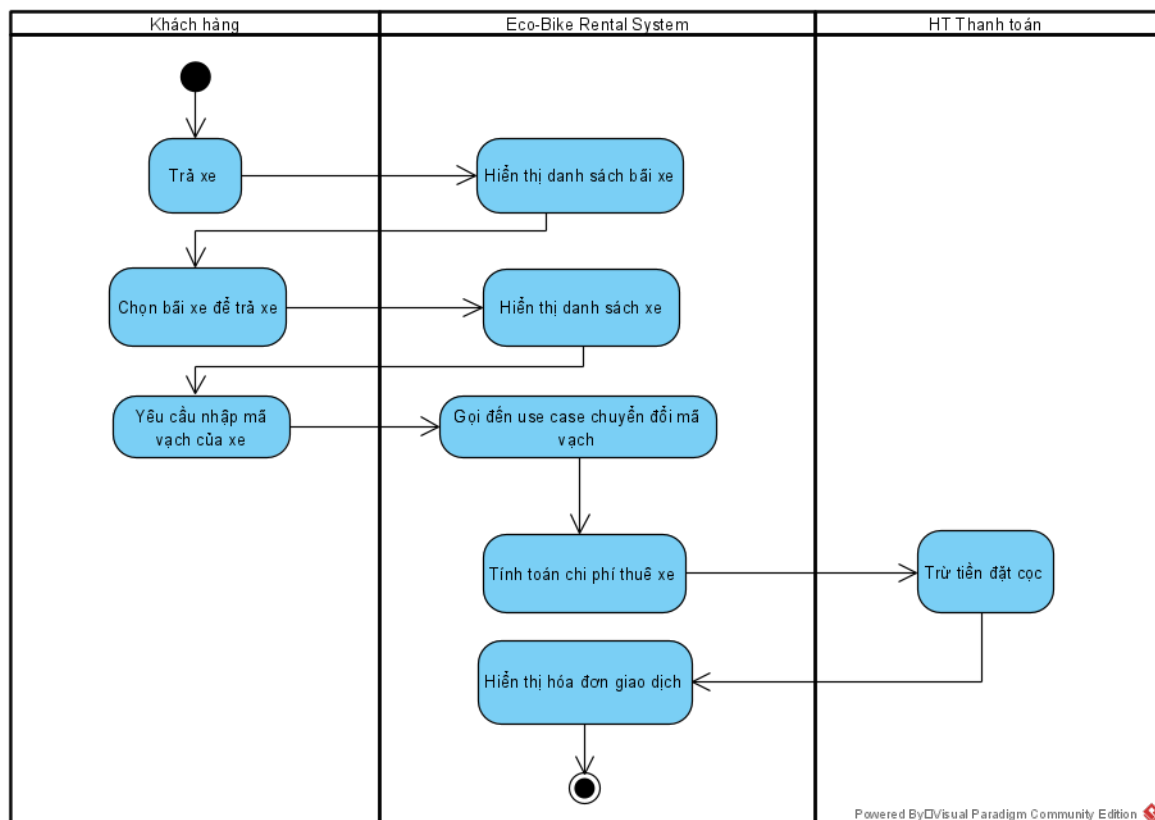 Khách hàng
Eco-Bike Rental System
HT Thanh toán
Trả xe
Hiển thị danh sách bãi xe
Chọn bãi xe để trả xe
Hiển thị danh sách xe
Yêu cầu nhập mã
vạch của xe
Gọi đến use case chuyển đổi mã
vạch
Tính toán chi phí thuê xe
Trừ tiền đặt cọc
Hiển thị hóa đơn giao dịch
Powered By□Visual Paradigm Community Edition